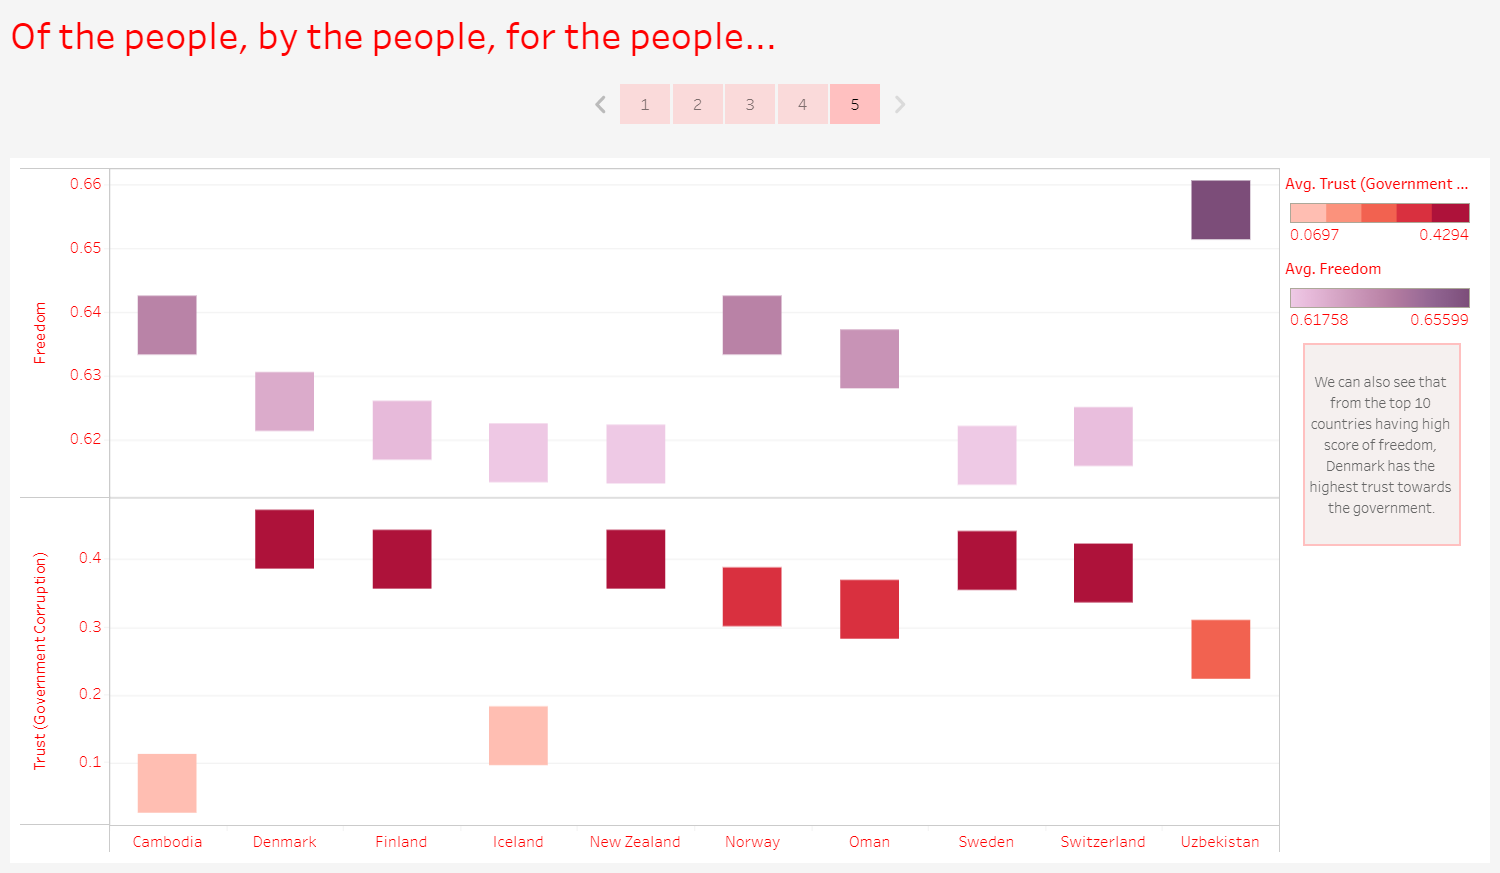 Of the people, by the people, for the people...
1 2 3 4 5
0.66
0.65
0.64
0.63
0.62
Freedom
0.4
0.3
0.2
0.1
Trust (Government Corruption)
Cambodia Denmark Finland Iceland New Zealand Norway Oman Sweden Switzerland Uzbekistan
Avg. Trust (Government ...
0.0697 0.4294
Avg. Freedom
0.61758 0.65599
We can also see that
from the top 10
countries having high
score of freedom,
Denmark has the
highest trust towards
the government.